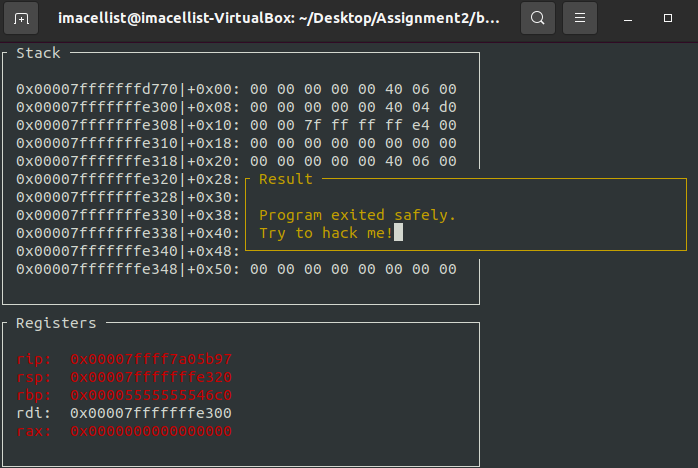 imacellist@imacellist-VirtualBox: ~/Desktop/Assignment2/b...
Stack
0x00007fffffffd770|+0x00: 00 00 00 00 00 40 06 00
0x00007fffffffe300|+0x08: 00 00 00 00 00 40 04 d0
0x00007fffffffe308|+0x10: 00 00 7f ff ff ff e4 00
0x00007fffffffe310|+0x18: 00 00 00 00 00 00 00 00
0x00007fffffffe318|+0x20: 00 00 00 00 00 40 06 00
0x00007fffffffe320|+0x28:
0x00007fffffffe328|+0x30:
0x00007fffffffe330|+0x38:
0x00007fffffffe338|+0x40:
0x00007fffffffe340|+0x48:
0x00007fffffffe348|+0x50: 00 00 00 00 00 00 00 00
Result
Program exited safely.
Try to hack me!
Registers
rip: 0x00007ffff7a05b97
rsp: 0x00007fffffffe320
rbp: 0x00005555555546c0
rdi: 0x00007fffffffe300
rax: 0x0000000000000000